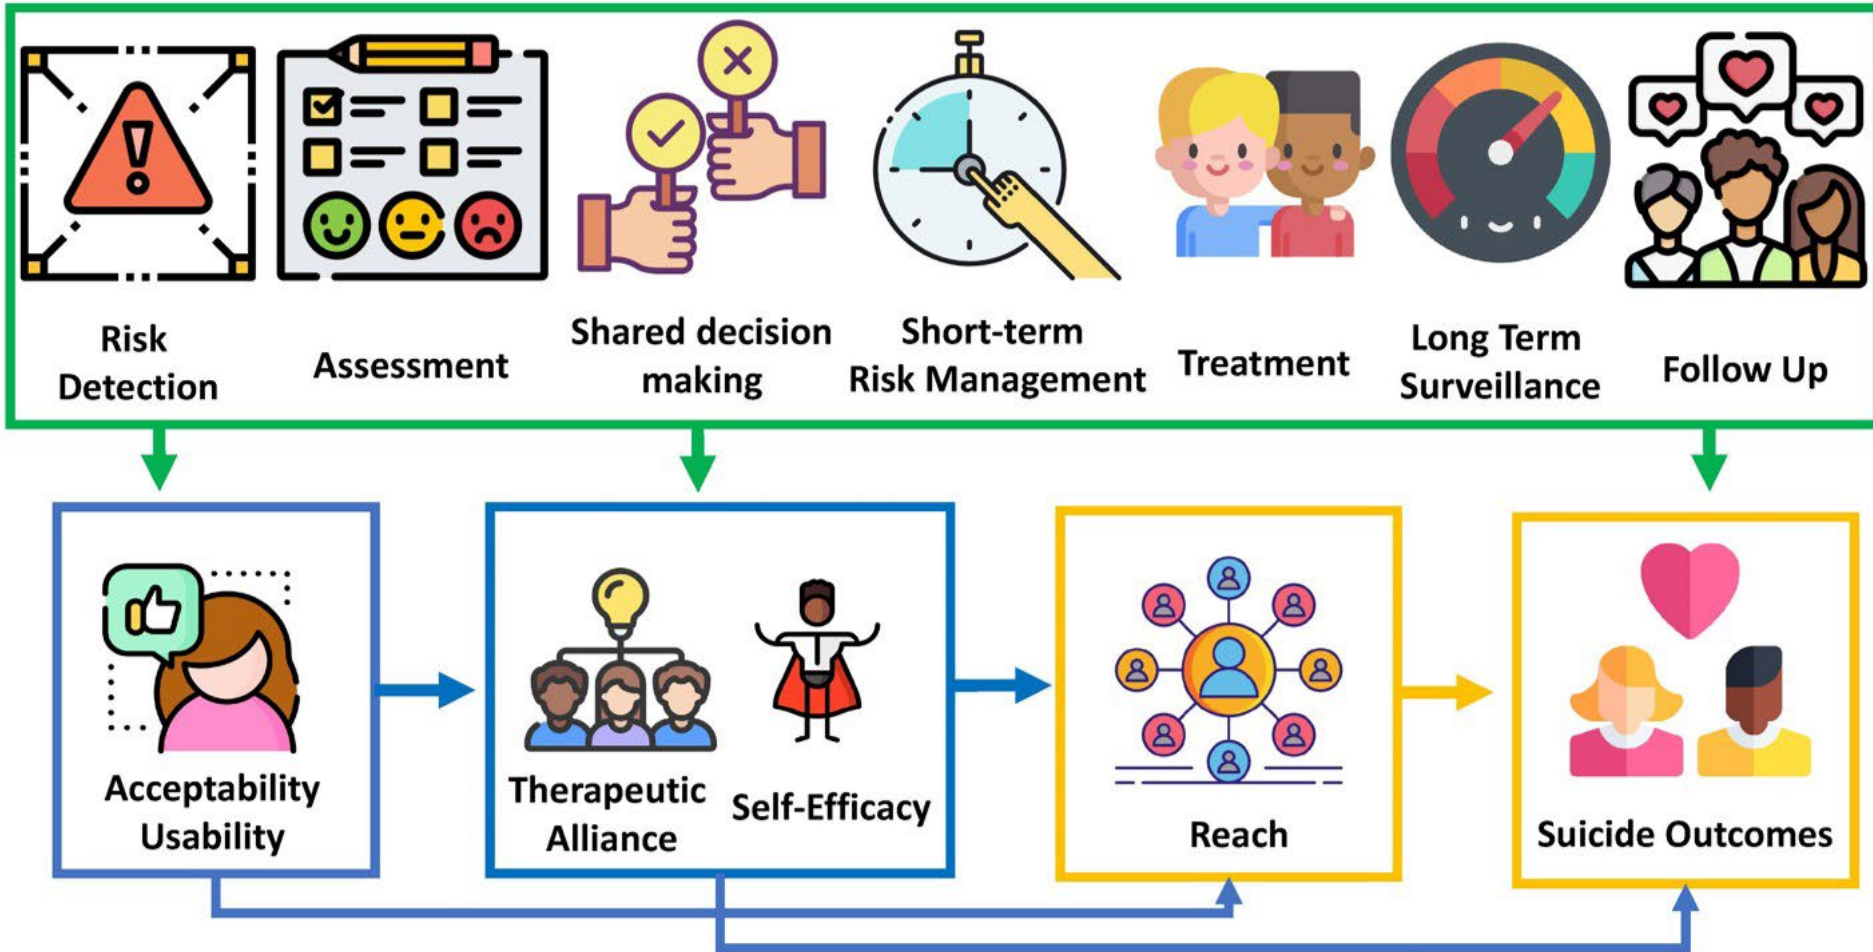 Risk
Detection
Assessment
Shared decision
making
Short-term
Risk Management
Treatment
Long Term
Surveillance
Follow Up
Acceptability
Usability
Therapeutic
Alliance
Self-Efficacy
Reach
Suicide Outcomes